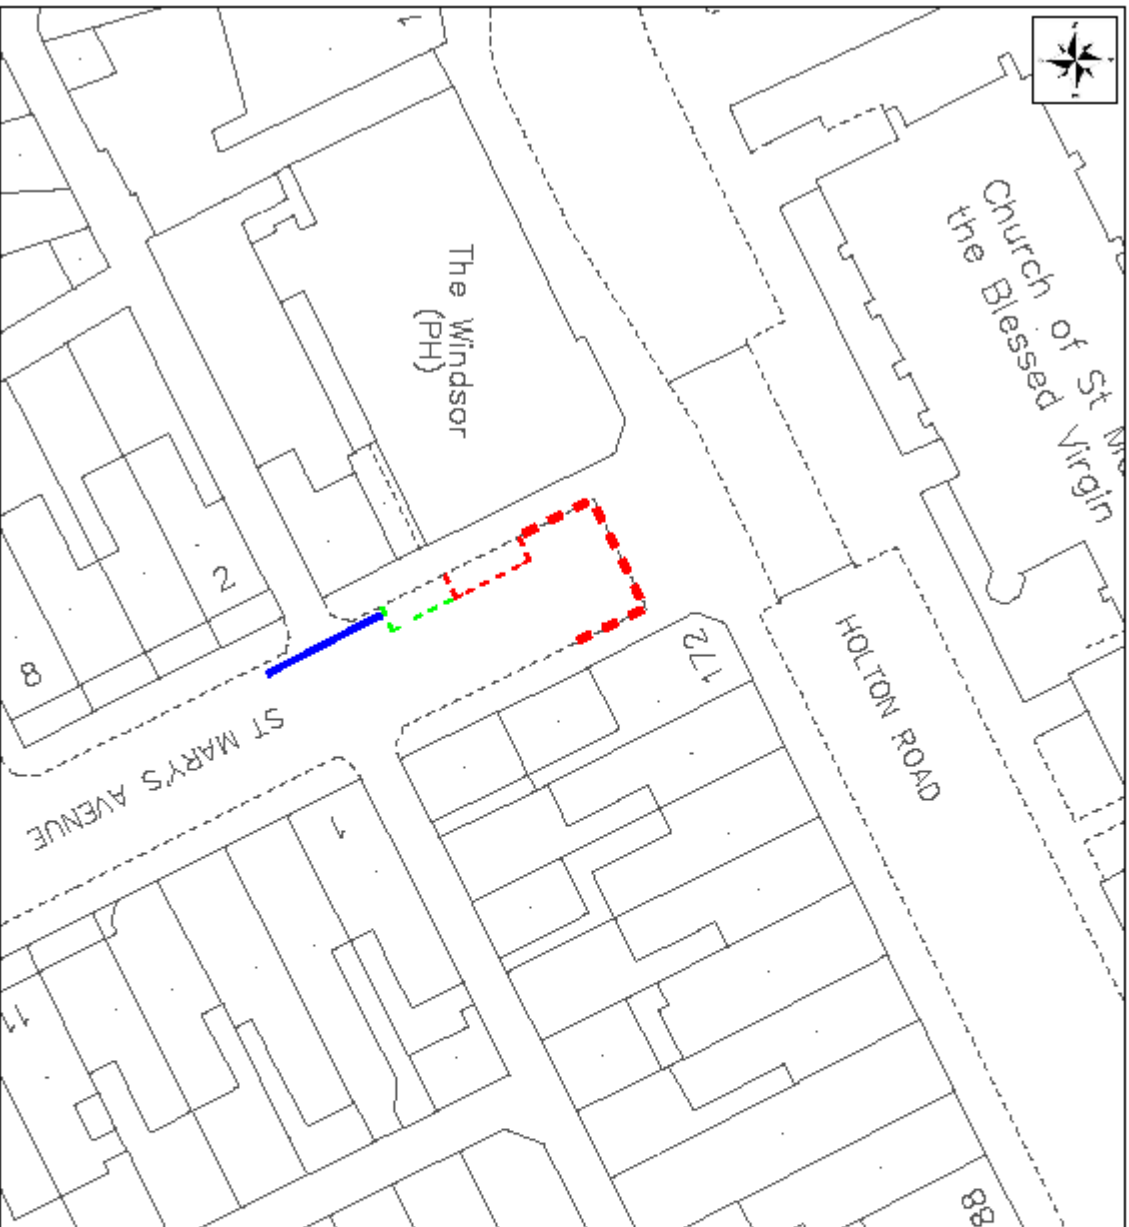 1
Church of St M
the Blessed Virgin
The Windsor
(PH)
2
8
172
HOLTON ROAD
ST MARY'S AVENUE
1
11
88